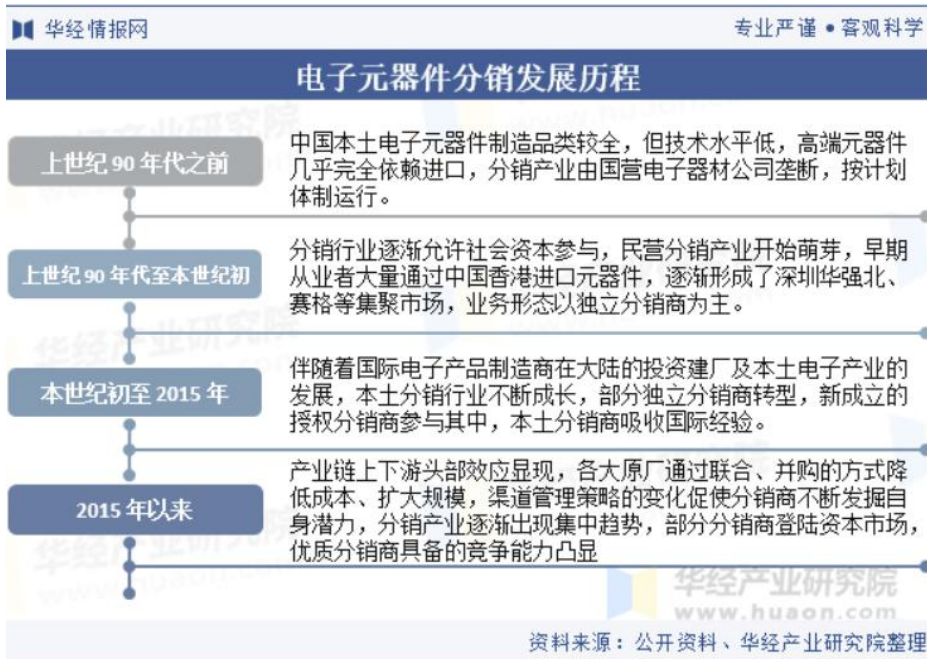 华经情报网
专业严谨•客观科学
电子元器件分销发展历程
上世纪90年代之前
中国本土电子元器件制造品类较全，但技术水平低，高端元器件
几乎完全依赖进口，分销产业由国营电子器材公司垄断，按计划
体制运行。
上世纪90年代至本世纪初
分销行业逐渐允许社会资本参与，民营分销产业开始萌芽，早期
从业者大量通过中国香港进口元器件，逐渐形成了深圳华强北、
赛格等集聚市场，业务形态以独立分销商为主。
本世纪初至2015年
伴随着国际电子产品制造商在大陆的投资建厂及本土电子产业的
发展，本土分销行业不断成长，部分独立分销商转型，新成立的
授权分销商参与其中，本土分销商吸收国际经验。
2015年以来
产业链上下游头部效应显现，各大原厂通过联合、并购的方式降
低成本、扩大规模，渠道管理策略的变化促使分销商不断发掘自
身潜力，分销产业逐渐出现集中趋势，部分分销商登陆资本市场，
优质分销商具备的竞争能力凸显
华经产业研究院
www.huaon.com
资料来源：公开资料、华经产业研究院整理